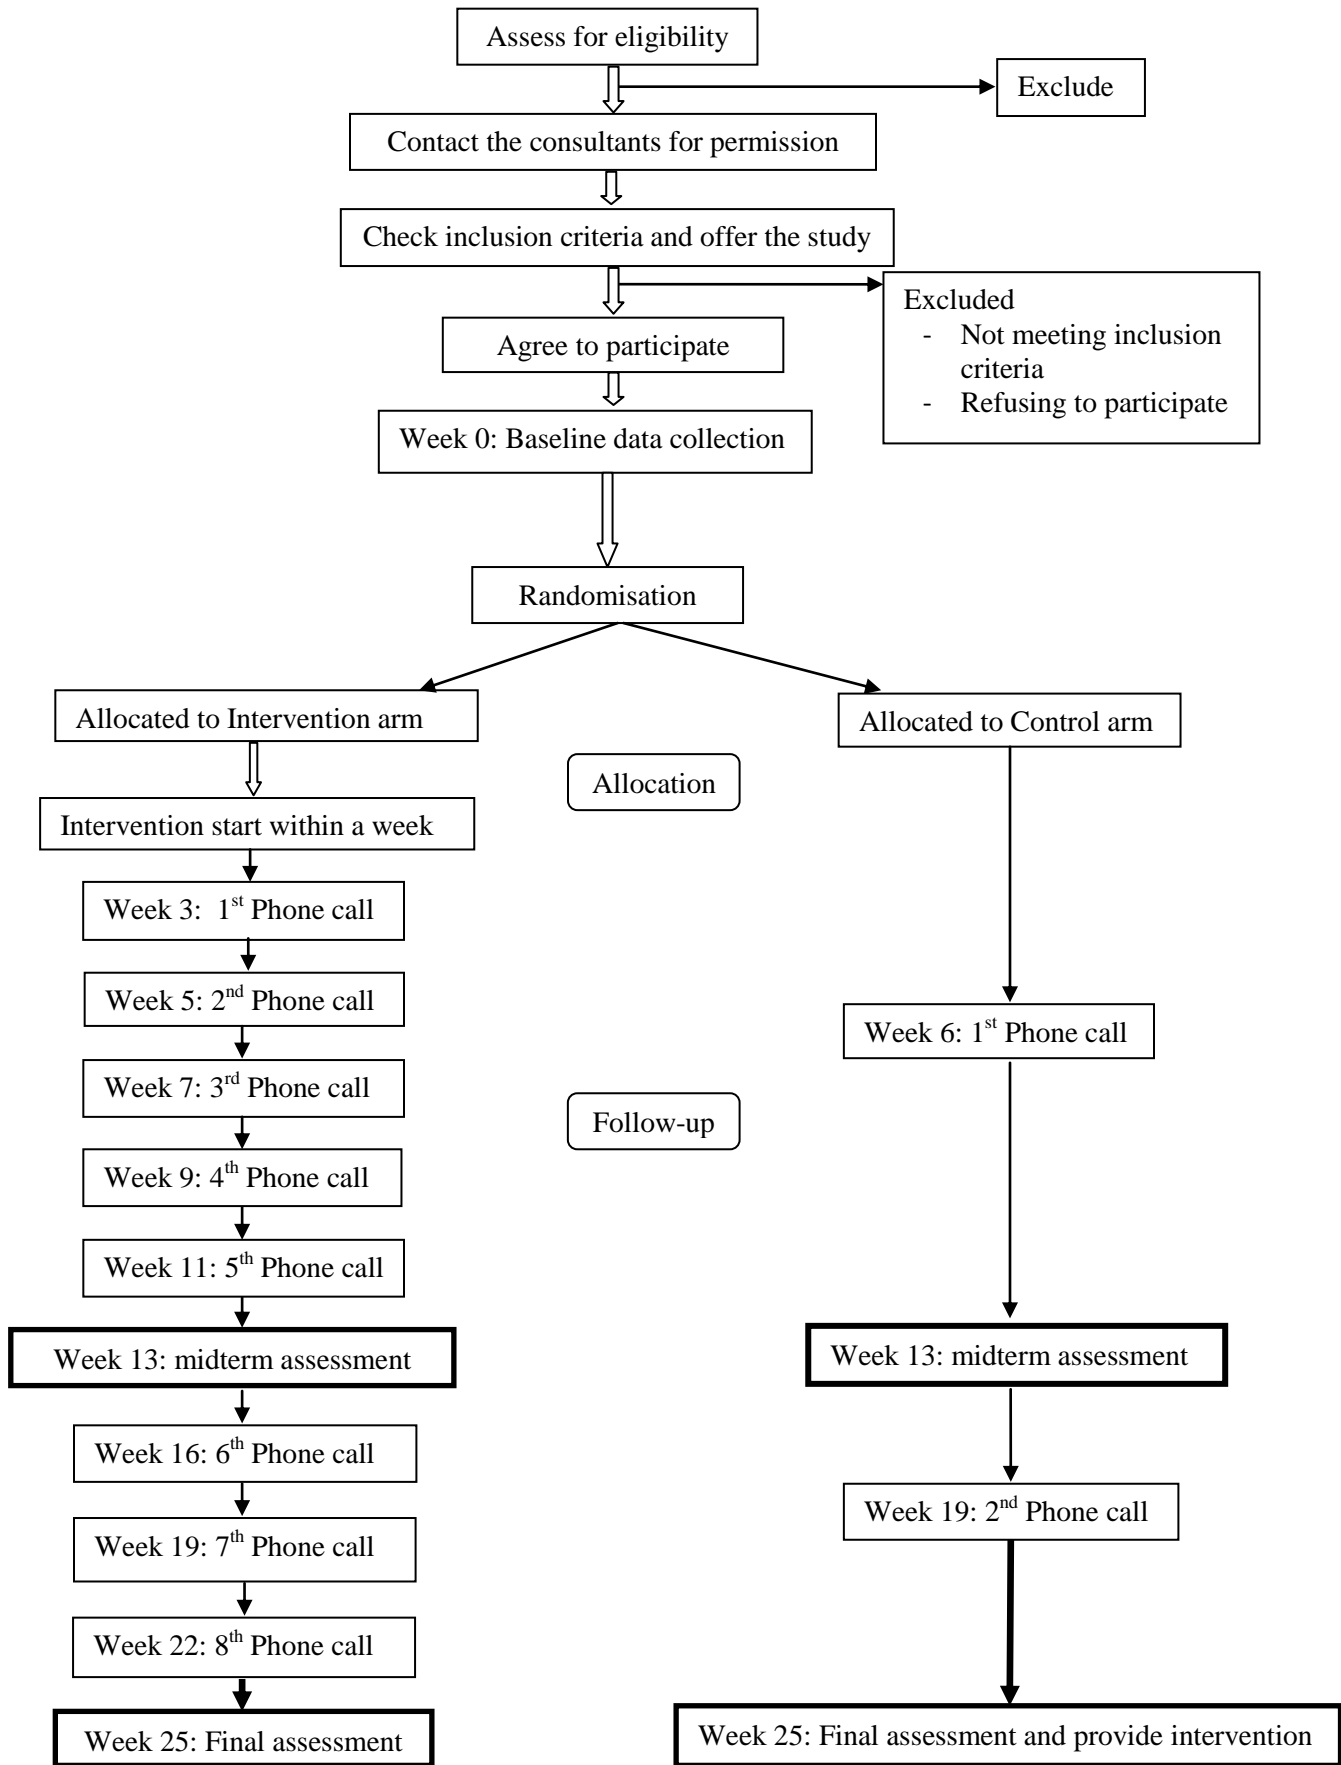 Assess for eligibility
Exclude
Contact the consultants for permission
Check inclusion criteria and offer the study
Excluded
- Not meeting inclusion
criteria
- Refusing to participate
Agree to participate
Week 0: Baseline data collection
Randomisation
Allocated to Intervention arm
Allocated to Control arm
Allocation
Intervention start within a week
Week 3:  1st Phone call
Week 5: 2nd Phone call
Week 6: 1st Phone call
Week 7: 3rd Phone call
Follow-up
Week 9: 4th Phone call
Week 11: 5th Phone call
Week 13: midterm assessment
Week 13: midterm assessment
Week 16: 6th Phone call
Week 19: 2nd Phone call
Week 19: 7th Phone call
Week 22: 8th Phone call
Week 25: Final assessment
Week 25: Final assessment and provide intervention